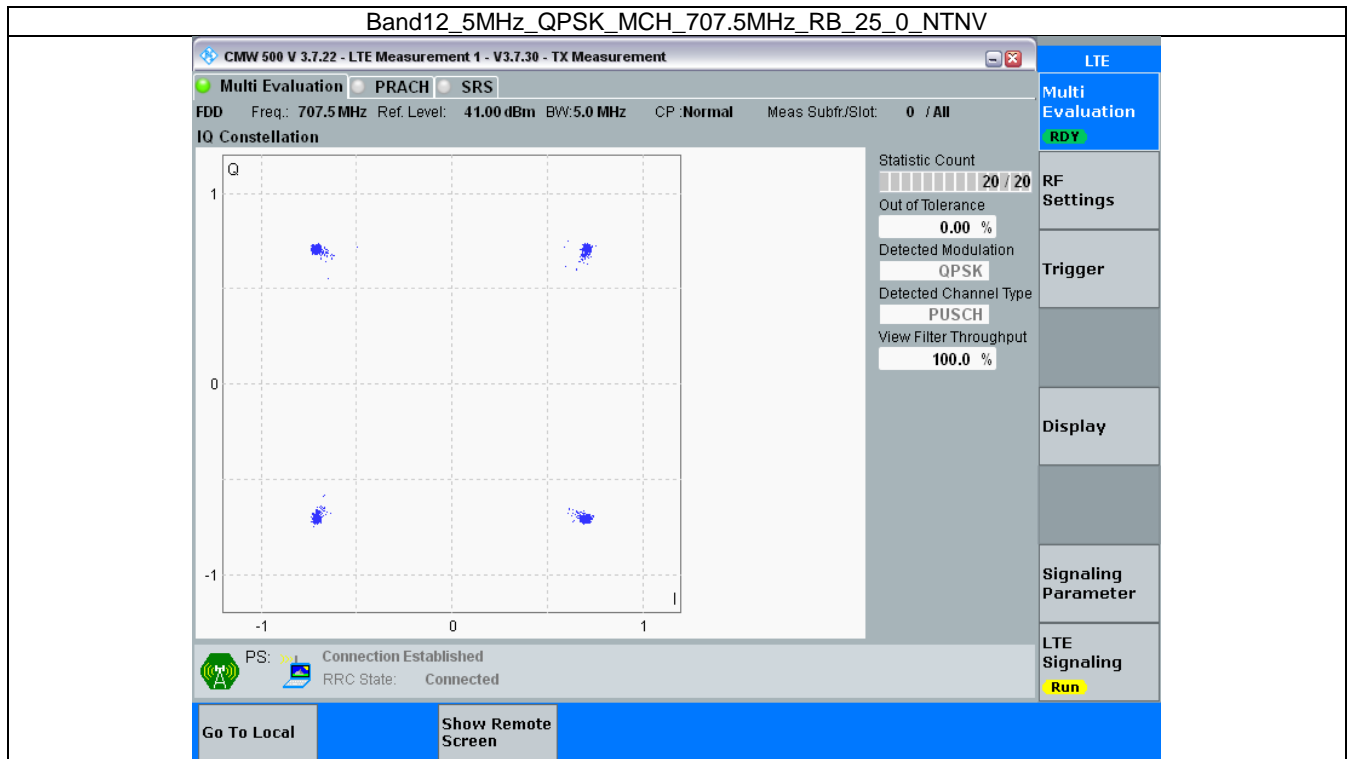 Band12_5MHz_QPSK_MCH_707.5MHz_RB_25_0_NTNV
CMW 500 V 3.7.22 - LTE Measurement 1 - V3.7.30 - TX Measurement
LTE
Multi Evaluation PRACH SRS
FDD Freq.: 707.5 MHz Ref. Level: 41.00 dBm BW:5.0 MHz CP :Normal Meas Subfr./Slot: 0 / All
IQ Constellation
Q
1
0
-1
I
-1 0 1
Statistic Count
20 / 20
Out of Tolerance
0.00 %
Detected Modulation
QPSK
Detected Channel Type
PUSCH
View Filter Throughput
100.0 %
Multi
Evaluation
RDY
RF
Settings
Trigger
Display
Signaling
Parameter
LTE
Signaling
Run
PS: Connection Established
RRC State: Connected
Go To Local
Show Remote
Screen